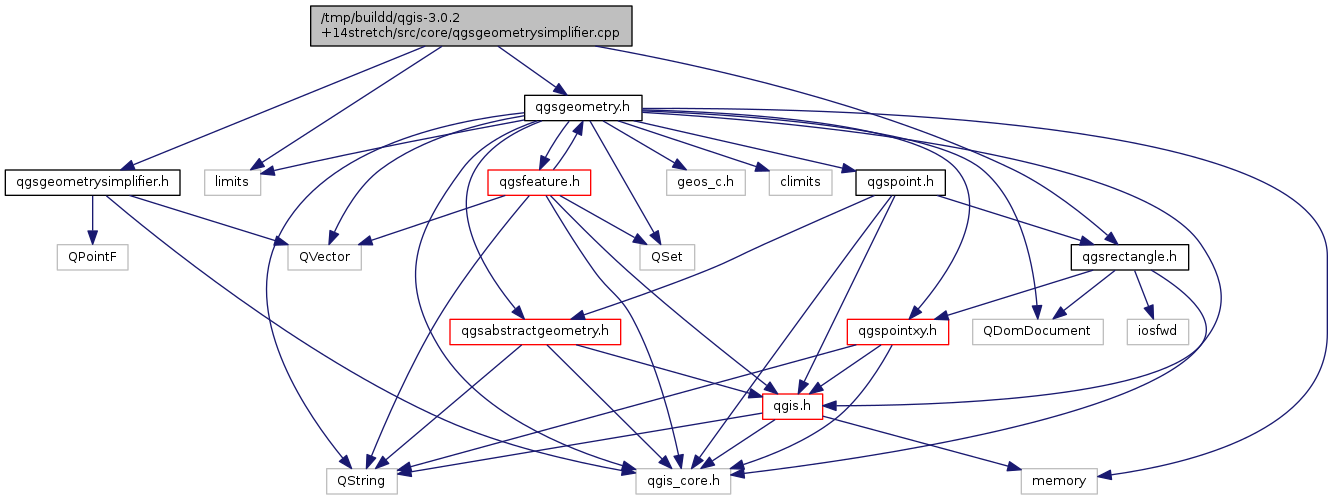 /tmp/buildd/qgis-3.0.2
+14stretch/src/core/qgsgeometrysimplifier.cpp
qgsgeometry.h
qgsgeometrysimplifier.h
limits
qgsfeature.h
geos_c.h
climits
qgspoint.h
QPointF
QVector
QSet
qgsrectangle.h
qgsabstractgeometry.h
qgspointxy.h
QDomDocument
iosfwd
qgis.h
QString
qgis_core.h
memory